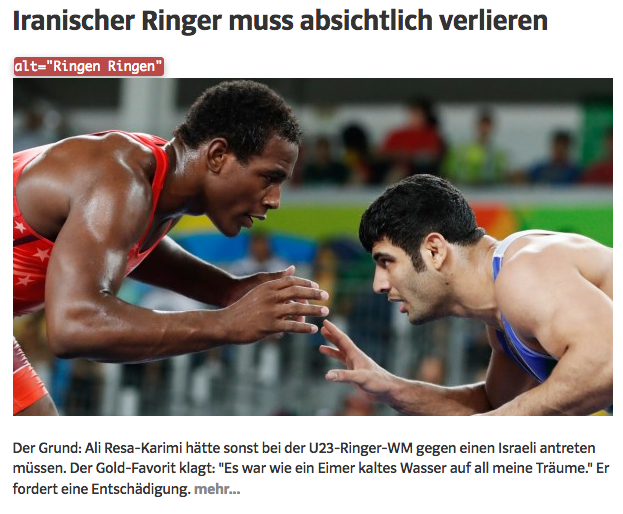 Iranischer Ringer muss absichtlich verlieren
alt="Ringen Ringen"
Der Grund: Ali Resa-Karimi hätte sonst bei der U23-Ringer-WM gegen einen Israeli antreten
müssen. Der Gold-Favorit klagt: "Es war wie ein Eimer kaltes Wasser auf all meine Träume." Er
fordert eine Entschädigung. mehr...